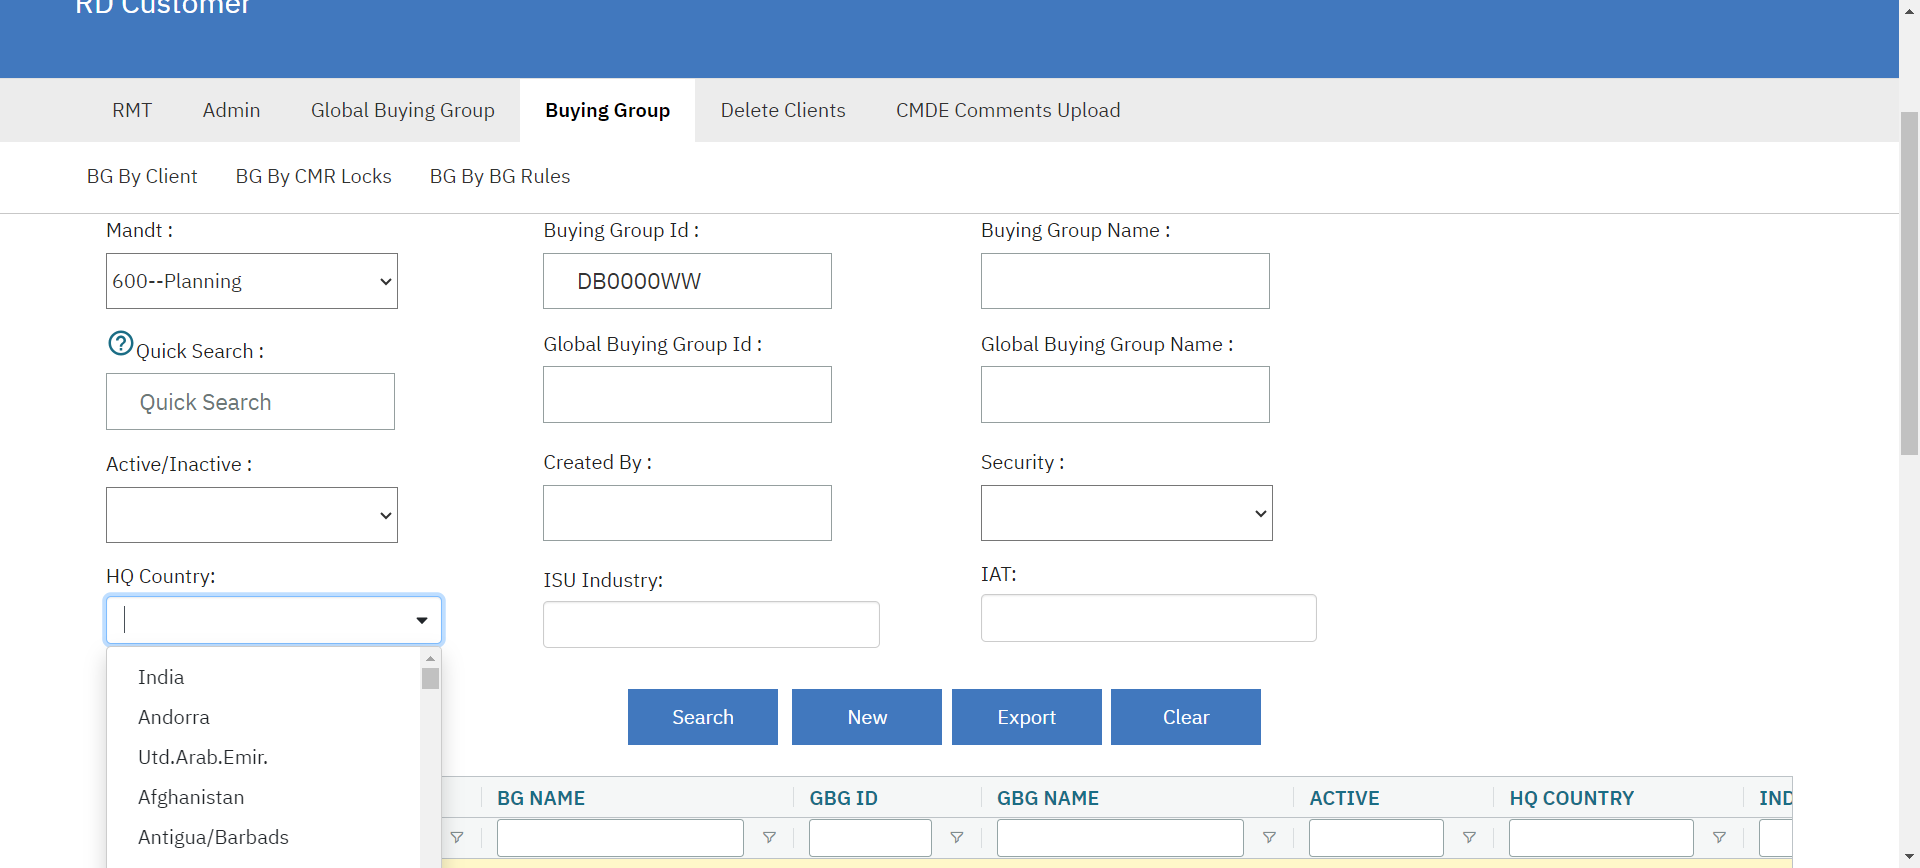 RD Customer
RMT Admin Global Buying Group Buying Group Delete Clients CMDE Comments Upload
BG By Client BG By CMR Locks BG By BG Rules
Mandt : Buying Group Id : Buying Group Name :
600--Planning DB0000WW
Quick Search : Global Buying Group Id : Global Buying Group Name :
Quick Search
Active/Inactive : Created By : Security :
HQ Country: ISU Industry: IAT:
India
Search New Export Clear
Andorra
Utd.Arab.Emir.
Afghanistan BG NAME GBG ID GBG NAME ACTIVE HQ COUNTRY IND
Antigua/Barbads